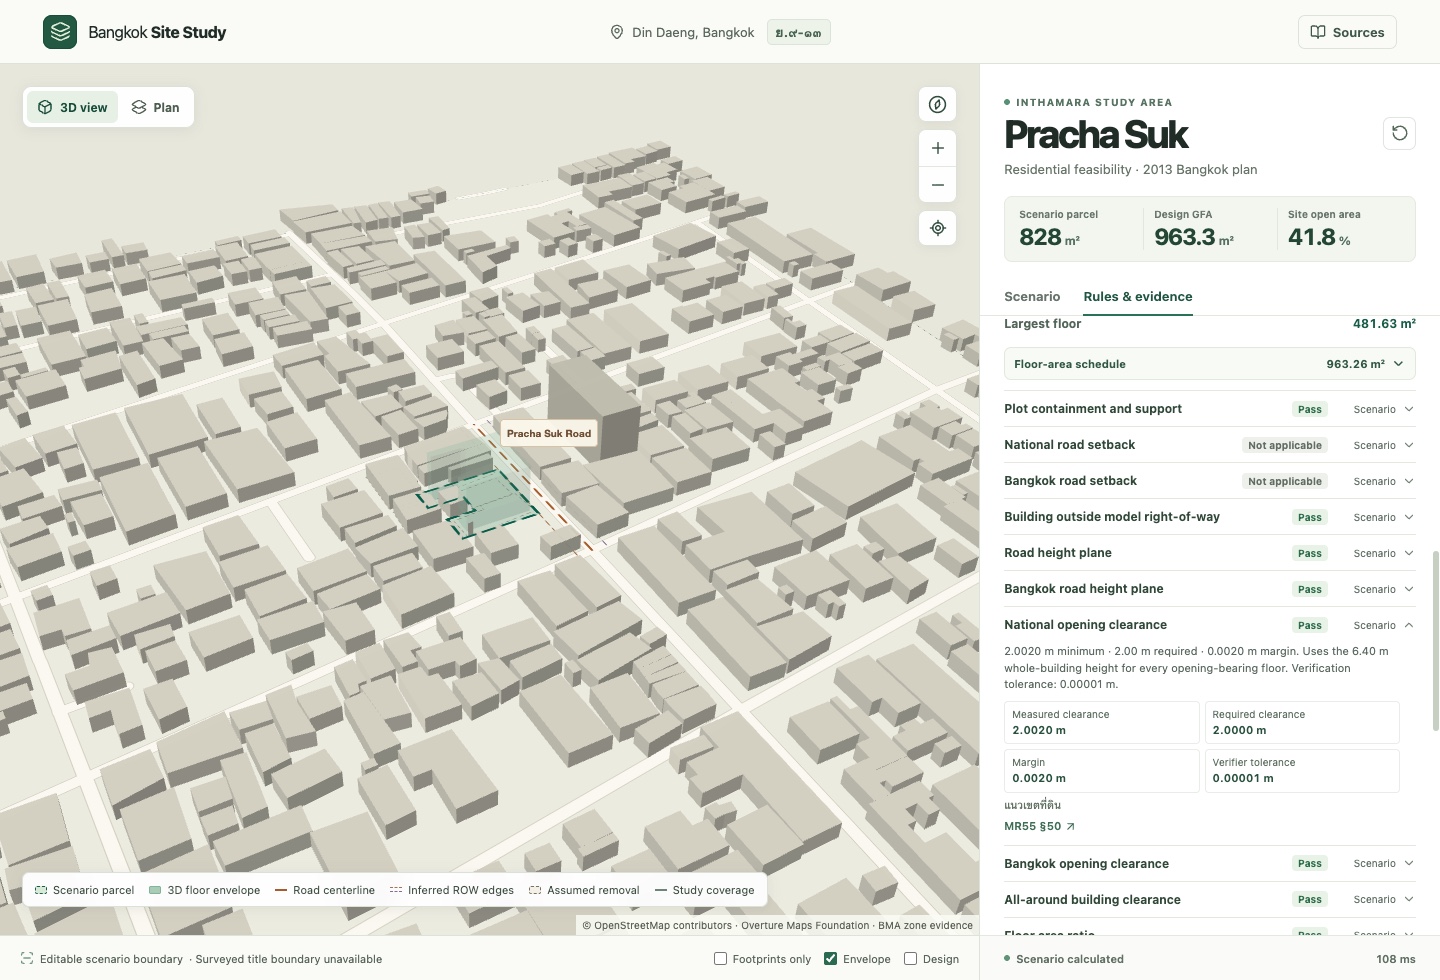 Bangkok Site Study
Din Daeng, Bangkok
ย.๙-๑๓
Sources
3D view
Plan
Pracha Suk Road
Scenario parcel
3D floor envelope
Road centerline
Inferred ROW edges
Assumed removal
Study coverage
© OpenStreetMap contributors · Overture Maps Foundation · BMA zone evidence
Editable scenario boundary · Surveyed title boundary unavailable
Footprints only
Envelope
Design
INTHAMARA STUDY AREA
Pracha Suk
Residential feasibility · 2013 Bangkok plan
Scenario parcel
828 m²
Design GFA
963.3 m²
Site open area
41.8 %
Scenario
Rules & evidence
Largest floor 481.63 m²
Floor-area schedule 963.26 m²
Plot containment and support Pass Scenario
National road setback Not applicable
Bangkok road setback Not applicable
Building outside model right-of-way Pass Scenario
Road height plane Pass Scenario
Bangkok road height plane Pass Scenario
National opening clearance Pass Scenario
2.0020 m minimum · 2.00 m required · 0.0020 m margin. Uses the 6.40 m
whole-building height for every opening-bearing floor. Verification
tolerance: 0.00001 m.
Measured clearance
2.0020 m
Required clearance
2.0000 m
Margin
0.0020 m
Verifier tolerance
0.00001 m
แนวเขตที่ดิน
MR55 §50
Bangkok opening clearance Pass Scenario
All-around building clearance Pass Scenario
Floor area ratio Pass Scenario
Scenario calculated 108 ms